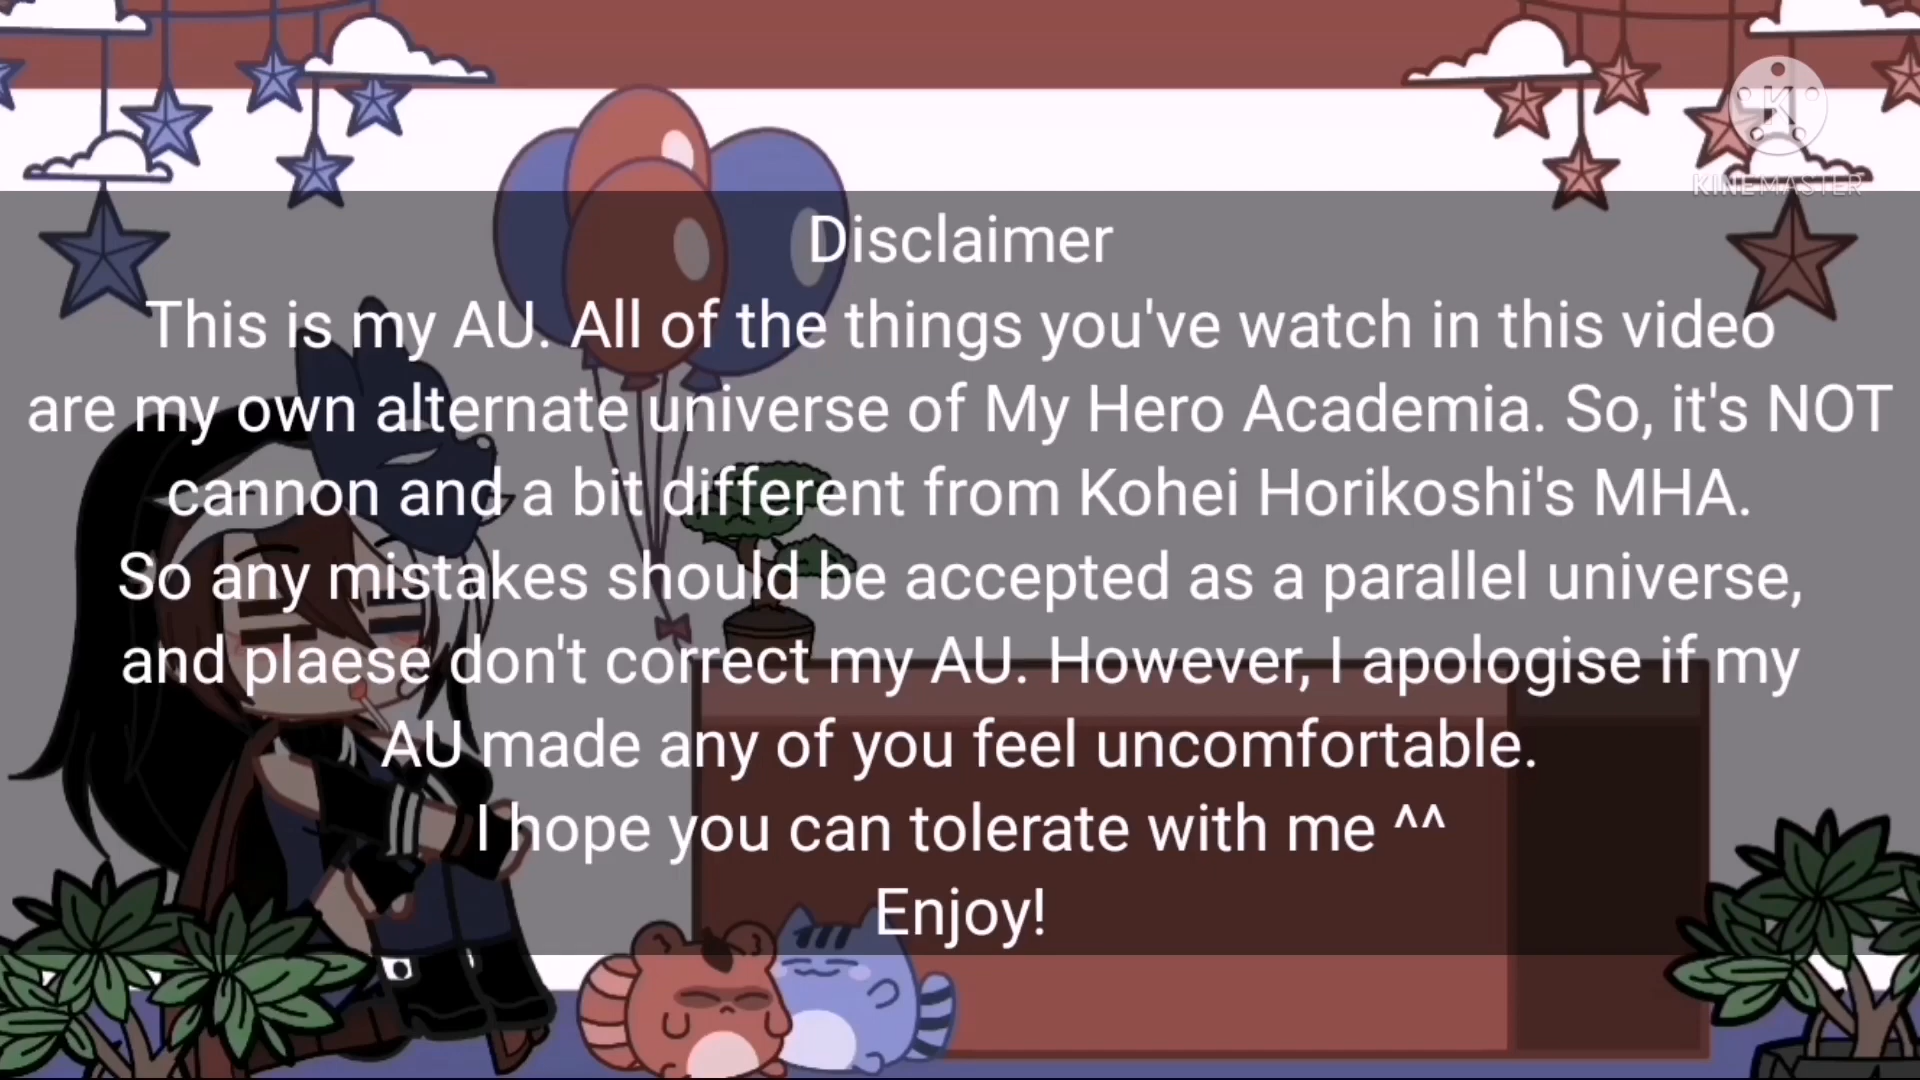 KINEMASTER
Disclaimer
This is my AU. All of the things you've watch in this video
are my own alternate universe of My Hero Academia. So, it's NOT
cannon and a bit different from Kohei Horikoshi's MHA.
So any mistakes should be accepted as a parallel universe,
and plaese don't correct my AU. However, I apologise if my
AU made any of you feel uncomfortable.
I hope you can tolerate with me ^^
Enjoy!